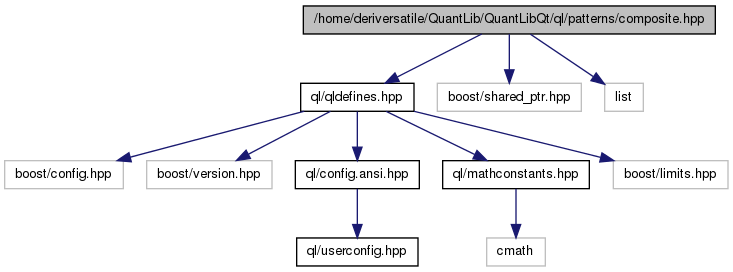 /home/deriversatile/QuantLib/QuantLibQt/ql/patterns/composite.hpp
ql/qldefines.hpp
boost/shared_ptr.hpp
list
boost/config.hpp
boost/version.hpp
ql/config.ansi.hpp
ql/mathconstants.hpp
boost/limits.hpp
ql/userconfig.hpp
cmath